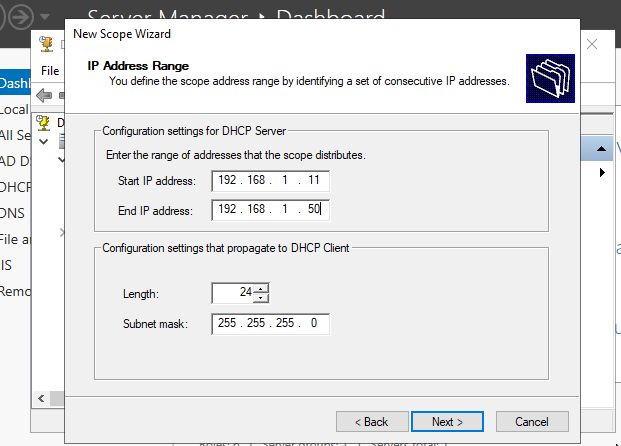 Server Manager Dashboard
New Scope Wizard
IP Address Range
You define the scope address range by identifying a set of consecutive IP addresses.
File
Dashb
Local
All Se
AD DS
DHCP
DNS
File an
IIS
Remo
D
Configuration settings for DHCP Server
Enter the range of addresses that the scope distributes.
Start IP address: 192 . 168 . 1 . 11
End IP address: 192 . 168 . 1 . 50
Configuration settings that propagate to DHCP Client
Length: 24
Subnet mask: 255 . 255 . 255 . 0
< Back
Next >
Cancel